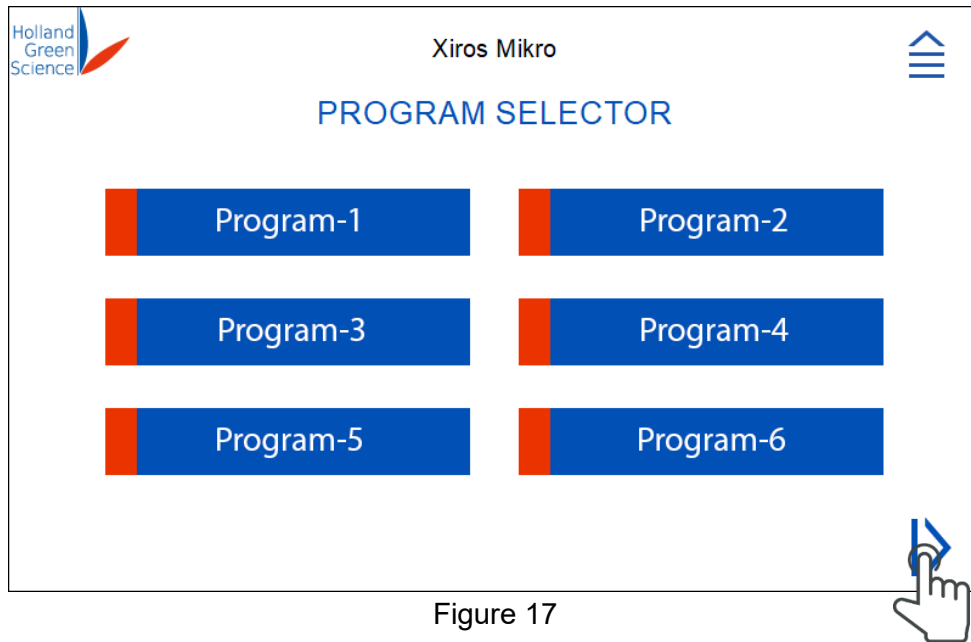 Holland
Green
Science
Xiros Mikro
PROGRAM SELECTOR
Program-1
Program-2
Program-3
Program-4
Program-5
Program-6
Figure 17